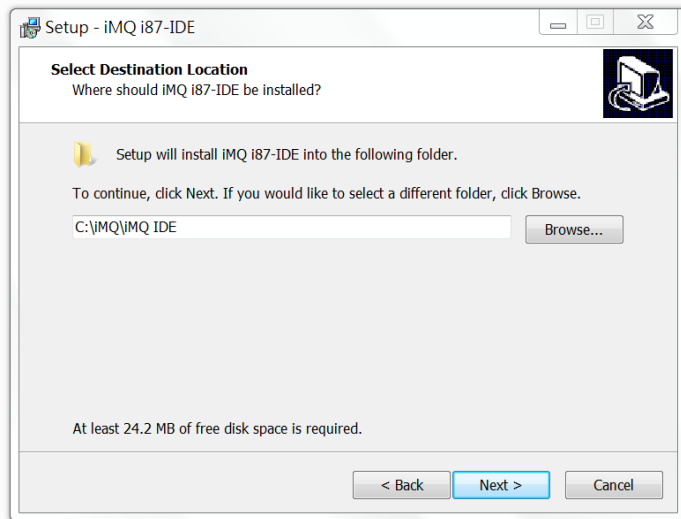 Setup - iMQ i87-IDE
Select Destination Location
Where should iMQ i87-IDE be installed?
Setup will install iMQ i87-IDE into the following folder.
To continue, click Next. If you would like to select a different folder, click Browse.
C:\iMQ\iMQ IDE
Browse...
At least 24.2 MB of free disk space is required.
< Back
Next >
Cancel